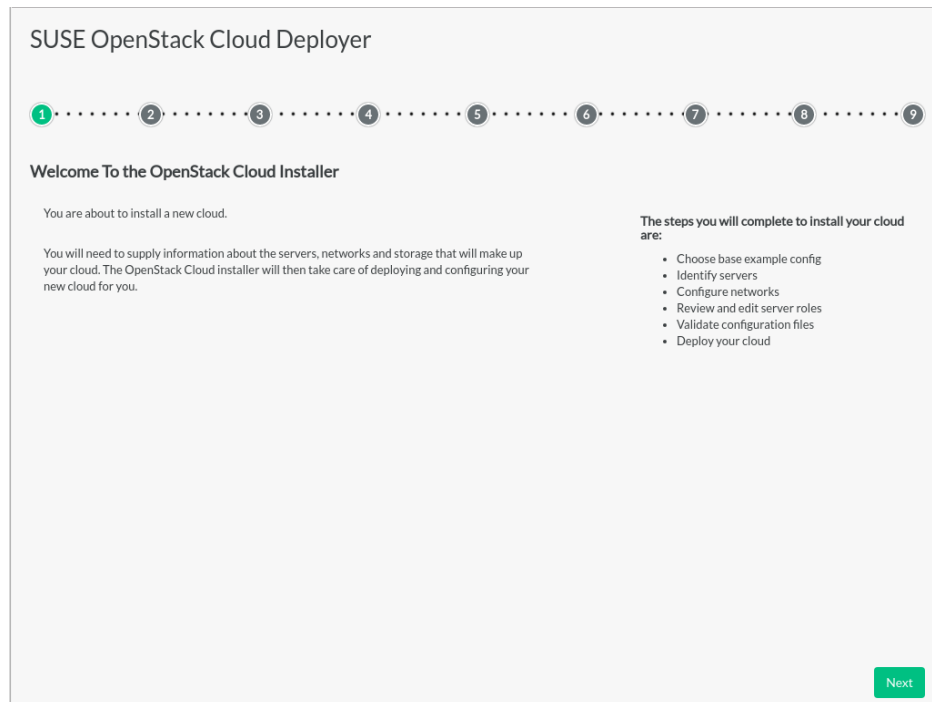 SUSE OpenStack Cloud Deployer
1 2 3 4 5 6 7 8 9
Welcome To the OpenStack Cloud Installer
You are about to install a new cloud.
You will need to supply information about the servers, networks and storage that will make up
your cloud. The OpenStack Cloud installer will then take care of deploying and configuring your
new cloud for you.
The steps you will complete to install your cloud
are:
• Choose base example config
• Identify servers
• Configure networks
• Review and edit server roles
• Validate configuration files
• Deploy your cloud
Next